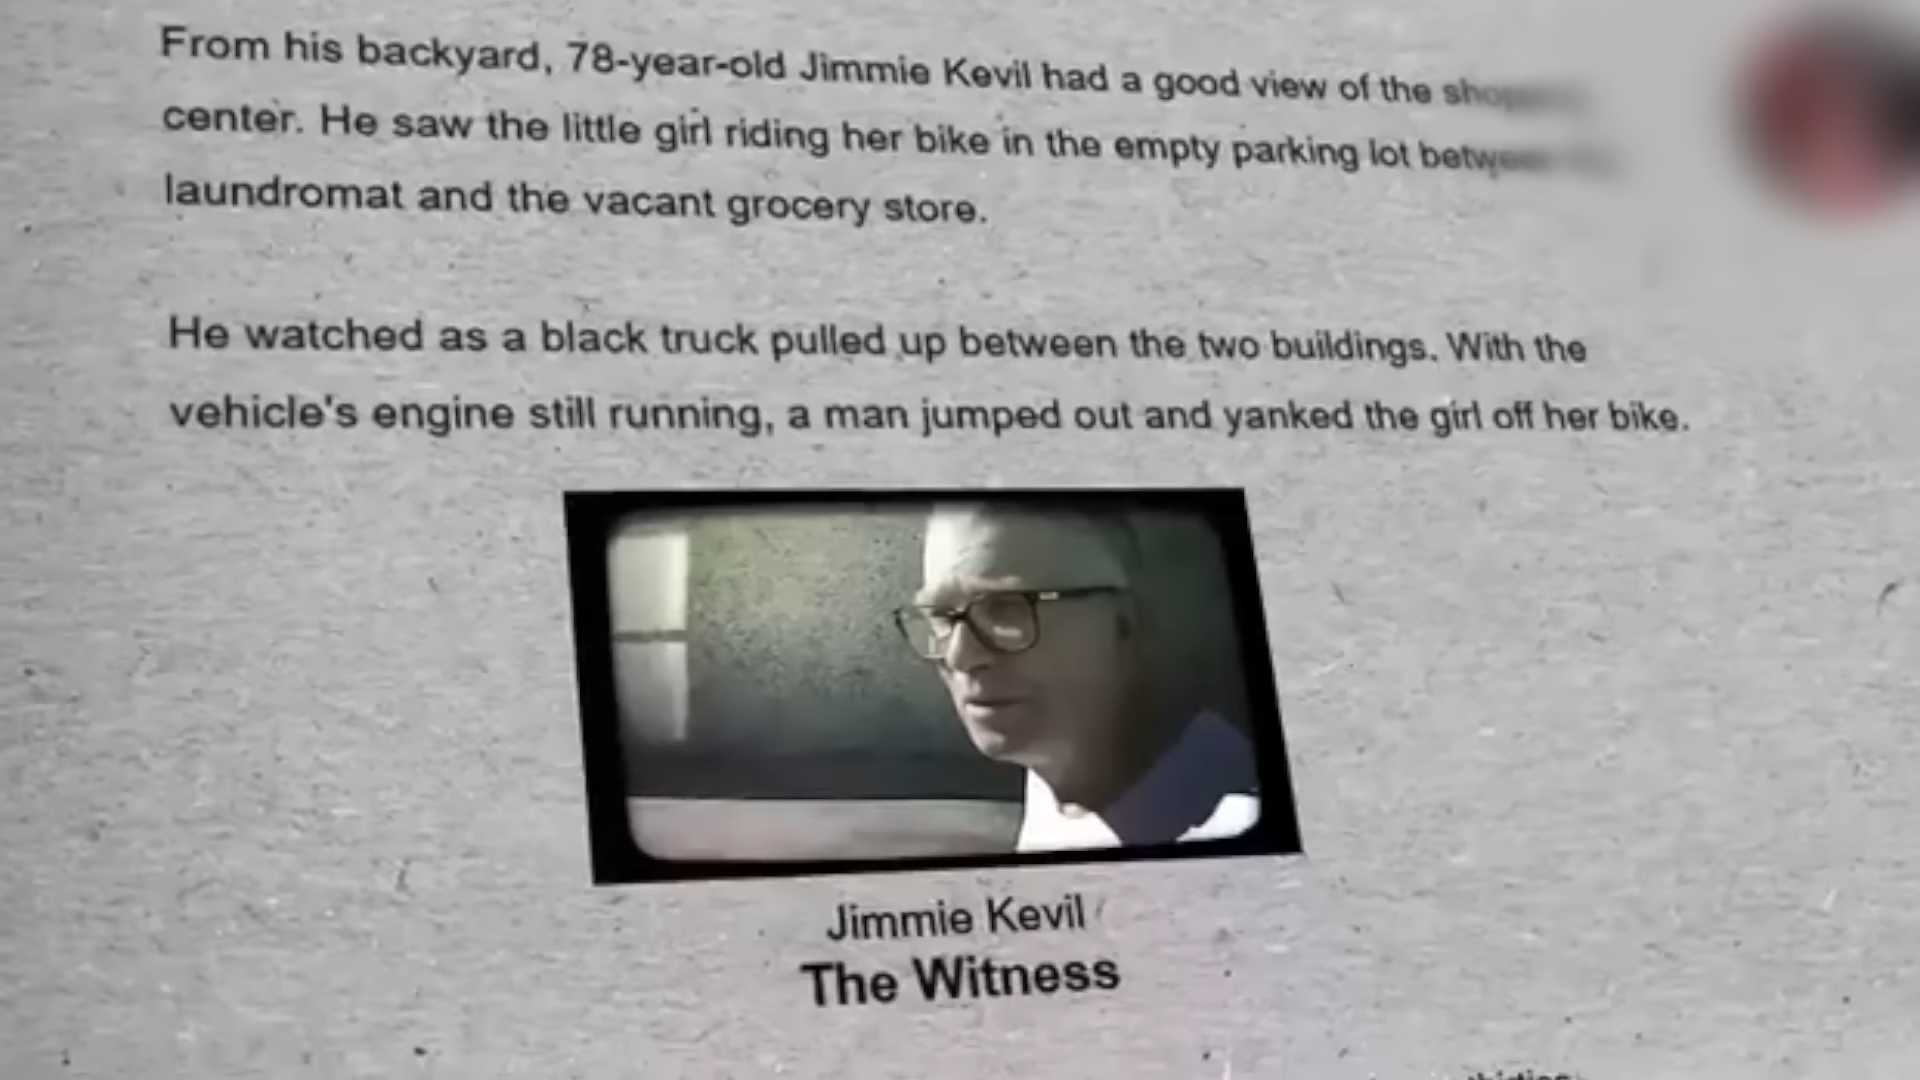 From his backyard, 78-year-old Jimmie Kevil had a good view of the
center. He saw the little girl riding her bike in the empty parking lot between
laundromat and the vacant grocery store.
He watched as a black truck pulled up between the two buildings. With the
vehicle's engine still running, a man jumped out and yanked the girl off her bike.
Jimmie Kevil
The Witness